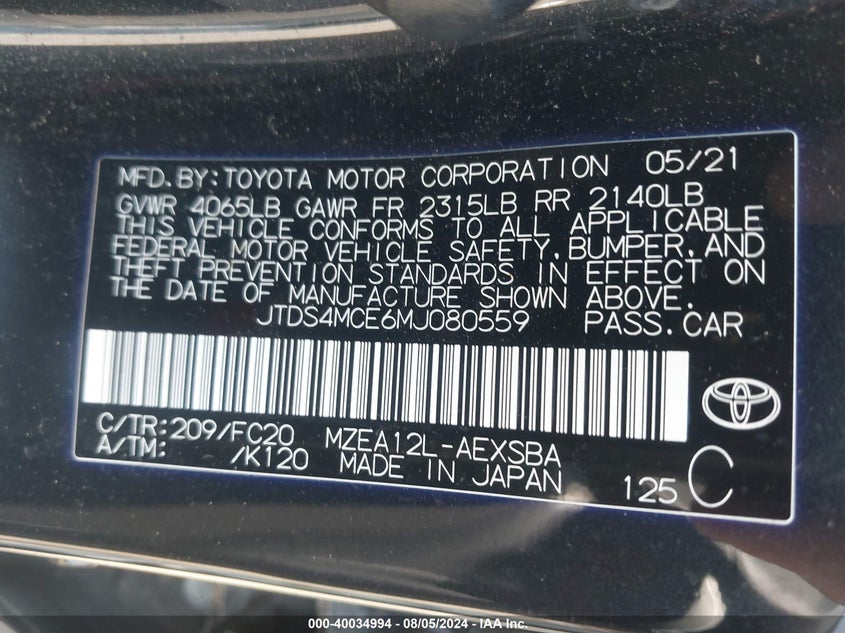 MFD. BY: TOYOTA MOTOR CORPORATION 05/21
GVWR 4065LB GAWR FR 2315LB RR 2140LB
THIS VEHICLE CONFORMS TO ALL APPLICABLE
FEDERAL MOTOR VEHICLE SAFETY, BUMPER, AND
THEFT PREVENTION STANDARDS IN EFFECT ON
THE DATE OF MANUFACTURE SHOWN ABOVE.
JTDS4MCE6MJ080559 PASS. CAR
C/TR: 209/FC20 MZEA12L-AEXSBA
A/TM: /K120 MADE IN JAPAN 125 C
000-40034994 - 08/05/2024 - IAA Inc.